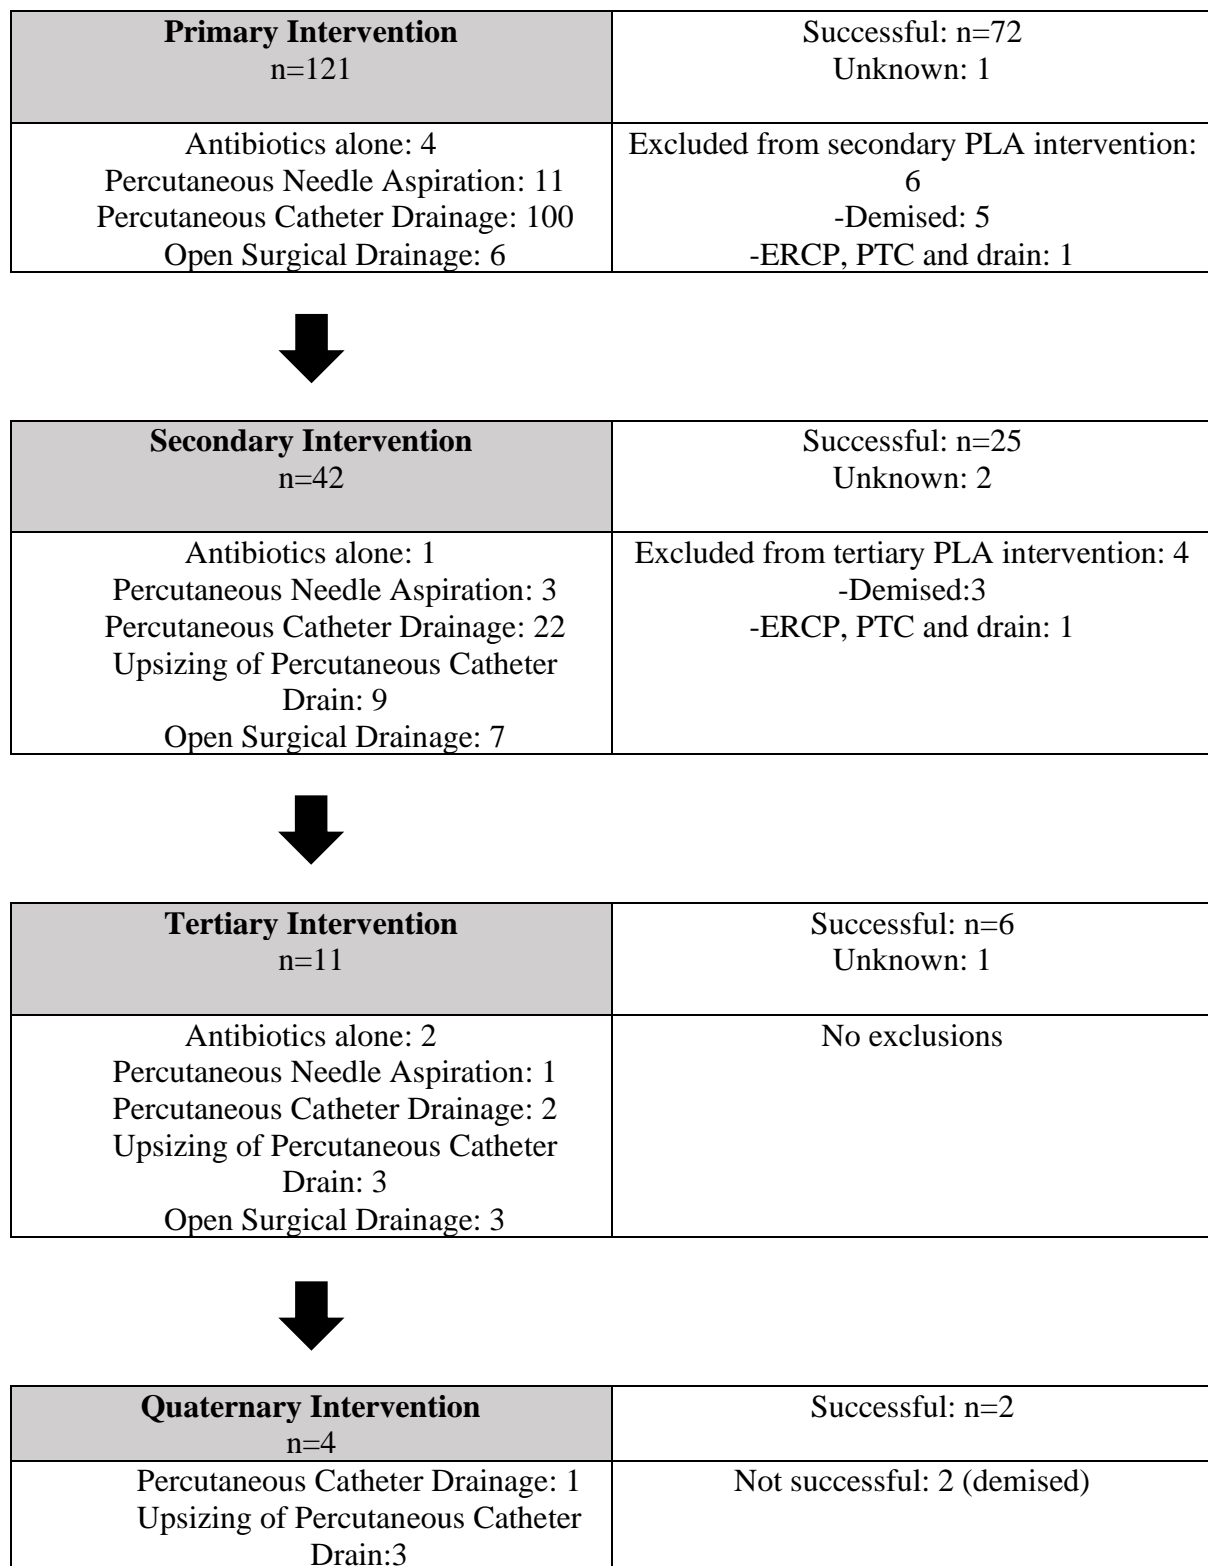 Primary Intervention
n=121
Successful: n=72
Unknown: 1
Antibiotics alone: 4
Percutaneous Needle Aspiration: 11
Percutaneous Catheter Drainage: 100
Open Surgical Drainage: 6
Excluded from secondary PLA intervention:
6
-Demised: 5
-ERCP, PTC and drain: 1
Secondary Intervention
n=42
Successful: n=25
Unknown: 2
Antibiotics alone: 1
Percutaneous Needle Aspiration: 3
Percutaneous Catheter Drainage: 22
Upsizing of Percutaneous Catheter
Drain: 9
Open Surgical Drainage: 7
Excluded from tertiary PLA intervention: 4
-Demised:3
-ERCP, PTC and drain: 1
Tertiary Intervention
n=11
Successful: n=6
Unknown: 1
Antibiotics alone: 2
Percutaneous Needle Aspiration: 1
Percutaneous Catheter Drainage: 2
Upsizing of Percutaneous Catheter
Drain: 3
Open Surgical Drainage: 3
No exclusions
Quaternary Intervention
n=4
Successful: n=2
Percutaneous Catheter Drainage: 1
Upsizing of Percutaneous Catheter
Drain:3
Not successful: 2 (demised)